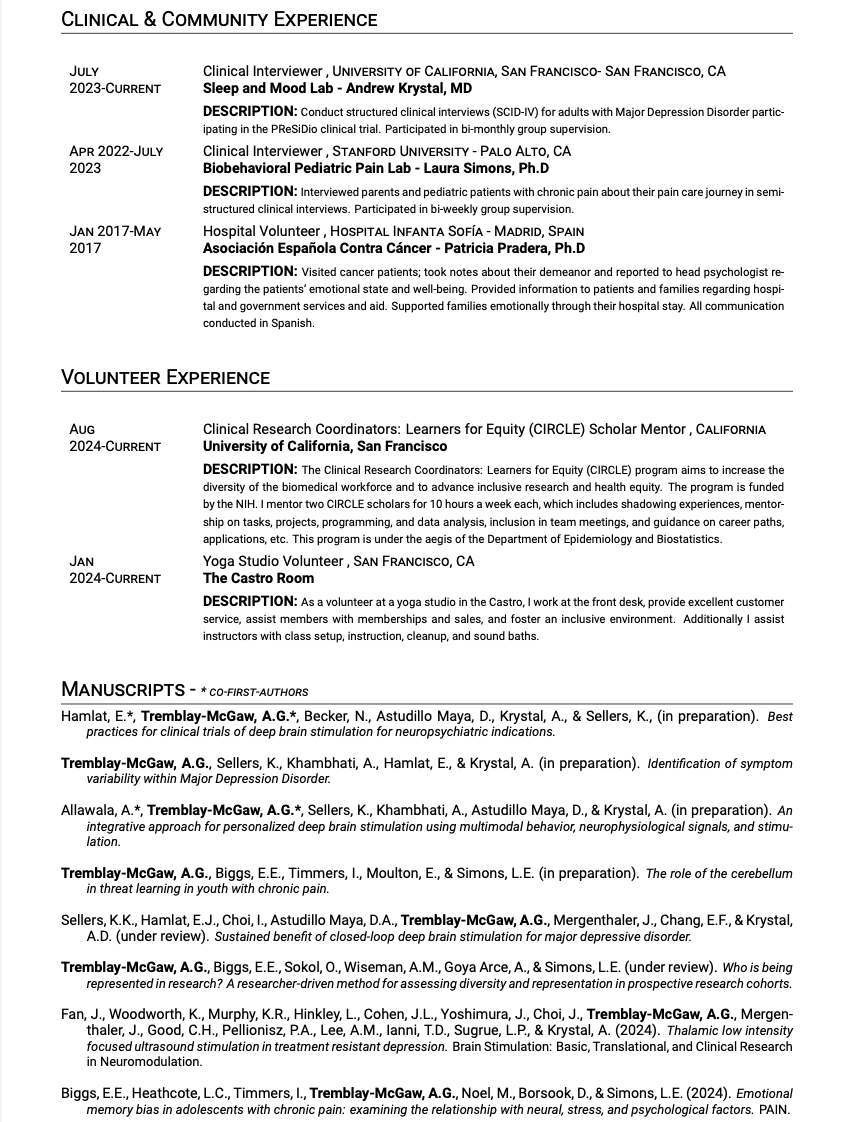 CLINICAL & COMMUNITY EXPERIENCE
JULY
2023-CURRENT
Clinical Interviewer , UNIVERSITY OF CALIFORNIA, SAN FRANCISCO- SAN FRANCISCO, CA
Sleep and Mood Lab - Andrew Krystal, MD
DESCRIPTION: Conduct structured clinical interviews (SCID-IV) for adults with Major Depression Disorder partic-
ipating in the PReSiDio clinical trial. Participated in bi-monthly group supervision.
APR 2022-JULY
2023
Clinical Interviewer , STANFORD UNIVERSITY - PALO ALTO, CA
Biobehavioral Pediatric Pain Lab - Laura Simons, Ph.D
DESCRIPTION: Interviewed parents and pediatric patients with chronic pain about their pain care journey in semi-
structured clinical interviews. Participated in bi-weekly group supervision.
JAN 2017-MAY
2017
Hospital Volunteer , HOSPITAL INFANTA SOFÍA - MADRID, SPAIN
Asociación Española Contra Cáncer - Patricia Pradera, Ph.D
DESCRIPTION: Visited cancer patients; took notes about their demeanor and reported to head psychologist re-
garding the patients' emotional state and well-being. Provided information to patients and families regarding hospi-
tal and government services and aid. Supported families emotionally through their hospital stay. All communication
conducted in Spanish.
VOLUNTEER EXPERIENCE
AUG
2024-CURRENT
Clinical Research Coordinators: Learners for Equity (CIRCLE) Scholar Mentor , CALIFORNIA
University of California, San Francisco
DESCRIPTION: The Clinical Research Coordinators: Learners for Equity (CIRCLE) program aims to increase the
diversity of the biomedical workforce and to advance inclusive research and health equity. The program is funded
by the NIH. I mentor two CIRCLE scholars for 10 hours a week each, which includes shadowing experiences, mentor-
ship on tasks, projects, programming, and data analysis, inclusion in team meetings, and guidance on career paths,
applications, etc. This program is under the aegis of the Department of Epidemiology and Biostatistics.
JAN
2024-CURRENT
Yoga Studio Volunteer , SAN FRANCISCO, CA
The Castro Room
DESCRIPTION: As a volunteer at a yoga studio in the Castro, I work at the front desk, provide excellent customer
service, assist members with memberships and sales, and foster an inclusive environment. Additionally I assist
instructors with class setup, instruction, cleanup, and sound baths.
MANUSCRIPTS - * CO-FIRST-AUTHORS
Hamlat, E.*, Tremblay-McGaw, A.G.*, Becker, N., Astudillo Maya, D., Krystal, A., & Sellers, K., (in preparation). Best
practices for clinical trials of deep brain stimulation for neuropsychiatric indications.
Tremblay-McGaw, A.G., Sellers, K., Khambhati, A., Hamlat, E., & Krystal, A. (in preparation). Identification of symptom
variability within Major Depression Disorder.
Allawala, A.*, Tremblay-McGaw, A.G.*, Sellers, K., Khambhati, A., Astudillo Maya, D., & Krystal, A. (in preparation). An
integrative approach for personalized deep brain stimulation using multimodal behavior, neurophysiological signals, and stimu-
lation.
Tremblay-McGaw, A.G., Biggs, E.E., Timmers, I., Moulton, E., & Simons, L.E. (in preparation). The role of the cerebellum
in threat learning in youth with chronic pain.
Sellers, K.K., Hamlat, E.J., Choi, I., Astudillo Maya, D.A., Tremblay-McGaw, A.G., Mergenthaler, J., Chang, E.F., & Krystal,
A.D. (under review). Sustained benefit of closed-loop deep brain stimulation for major depressive disorder.
Tremblay-McGaw, A.G., Biggs, E.E., Sokol, O., Wiseman, A.M., Goya Arce, A., & Simons, L.E. (under review). Who is being
represented in research? A researcher-driven method for assessing diversity and representation in prospective research cohorts.
Fan, J., Woodworth, K., Murphy, K.R., Hinkley, L., Cohen, J.L., Yoshimura, J., Choi, J., Tremblay-McGaw, A.G., Mergen-
thaler, J., Good, C.H., Pellionisz, P.A., Lee, A.M., Ianni, T.D., Sugrue, L.P., & Krystal, A. (2024). Thalamic low intensity
focused ultrasound stimulation in treatment resistant depression. Brain Stimulation: Basic, Translational, and Clinical Research
in Neuromodulation.
Biggs, E.E., Heathcote, L.C., Timmers, I., Tremblay-McGaw, A.G., Noel, M., Borsook, D., & Simons, L.E. (2024). Emotional
memory bias in adolescents with chronic pain: examining the relationship with neural, stress, and psychological factors. PAIN.